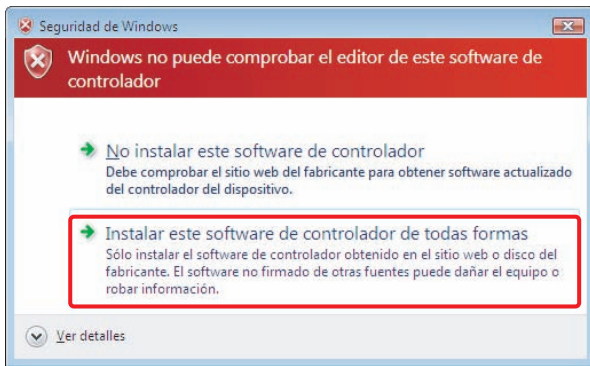 Seguridad de Windows
Windows no puede comprobar el editor de este software de
controlador
No instalar este software de controlador
Debe comprobar el sitio web del fabricante para obtener software actualizado
del controlador del dispositivo.
Instalar este software de controlador de todas formas
Sólo instalar el software de controlador obtenido en el sitio web o disco del
fabricante. El software no firmado de otras fuentes puede dañar el equipo o
robar información.
Ver detalles